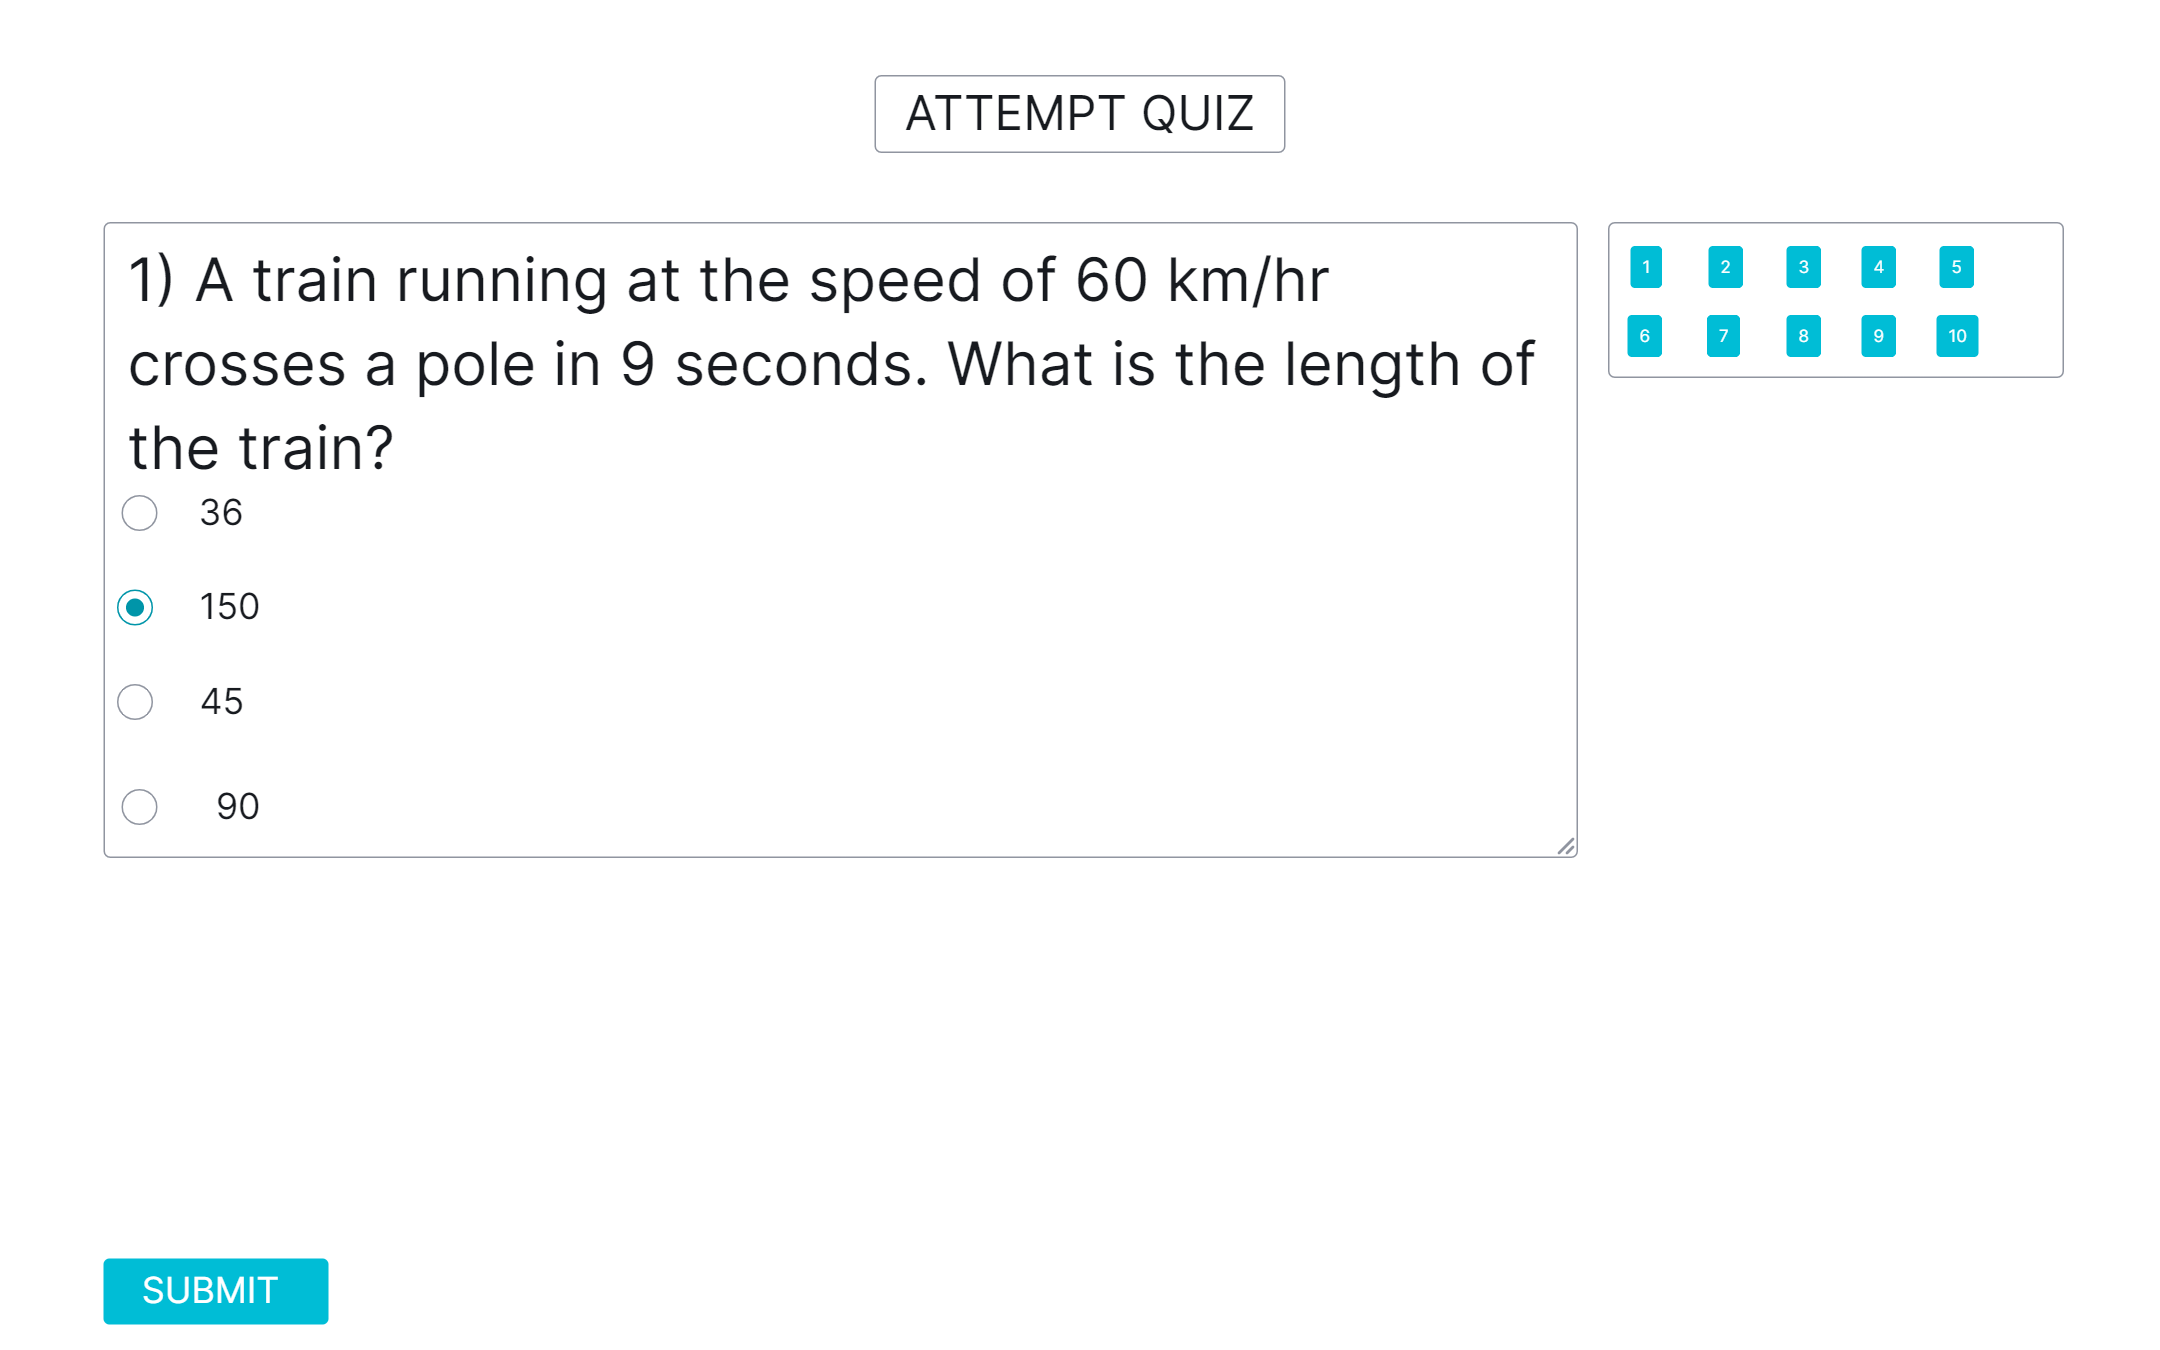 ATTEMPT QUIZ
1) A train running at the speed of 60 km/hr
crosses a pole in 9 seconds. What is the length of
the train?
36
150
45
90
1 2 3 4 5
6 7 8 9 10
SUBMIT